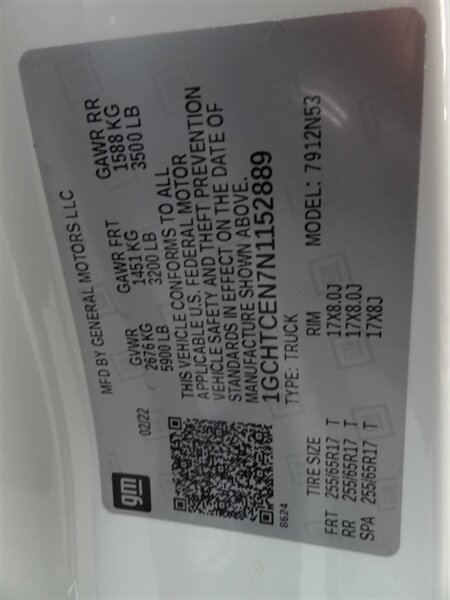 gm
MFD BY GENERAL MOTORS LLC
02/22
GVWR GAWR FRT GAWR RR
2676 KG 1451 KG 1588 KG
5900 LB 3200 LB 3500 LB
THIS VEHICLE CONFORMS TO ALL
APPLICABLE U.S. FEDERAL MOTOR
VEHICLE SAFETY AND THEFT PREVENTION
STANDARDS IN EFFECT ON THE DATE OF
MANUFACTURE SHOWN ABOVE.
1GCHTCEN7N1152889
8624
TYPE: TRUCK
TIRE SIZE RIM MODEL: 7912N53
FRT 255/65R17 T 17X8.0J
RR 255/65R17 T 17X8.0J
SPA 255/65R17 T 17X8J